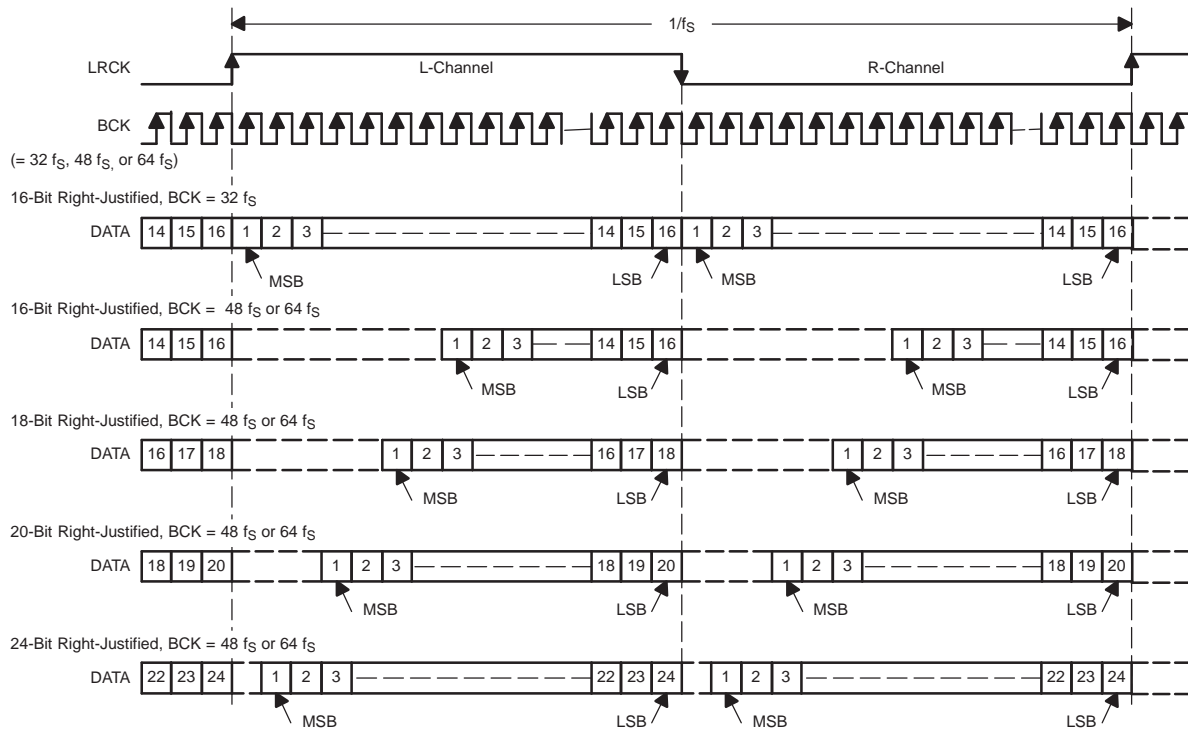 1/fS
LRCK L-Channel R-Channel
BCK
(= 32 fS, 48 fS, or 64 fS)
16-Bit Right-Justified, BCK = 32 fS
DATA 14 15 16 1 2 3 14 15 16 1 2 3 14 15 16
MSB LSB MSB LSB
16-Bit Right-Justified, BCK = 48 fS or 64 fS
DATA 14 15 16 1 2 3 14 15 16 1 2 3 14 15 16
MSB LSB MSB LSB
18-Bit Right-Justified, BCK = 48 fS or 64 fS
DATA 16 17 18 1 2 3 16 17 18 1 2 3 16 17 18
MSB LSB MSB LSB
20-Bit Right-Justified, BCK = 48 fS or 64 fS
DATA 18 19 20 1 2 3 18 19 20 1 2 3 18 19 20
MSB LSB MSB LSB
24-Bit Right-Justified, BCK = 48 fS or 64 fS
DATA 22 23 24 1 2 3 22 23 24 1 2 3 22 23 24
MSB LSB MSB LSB